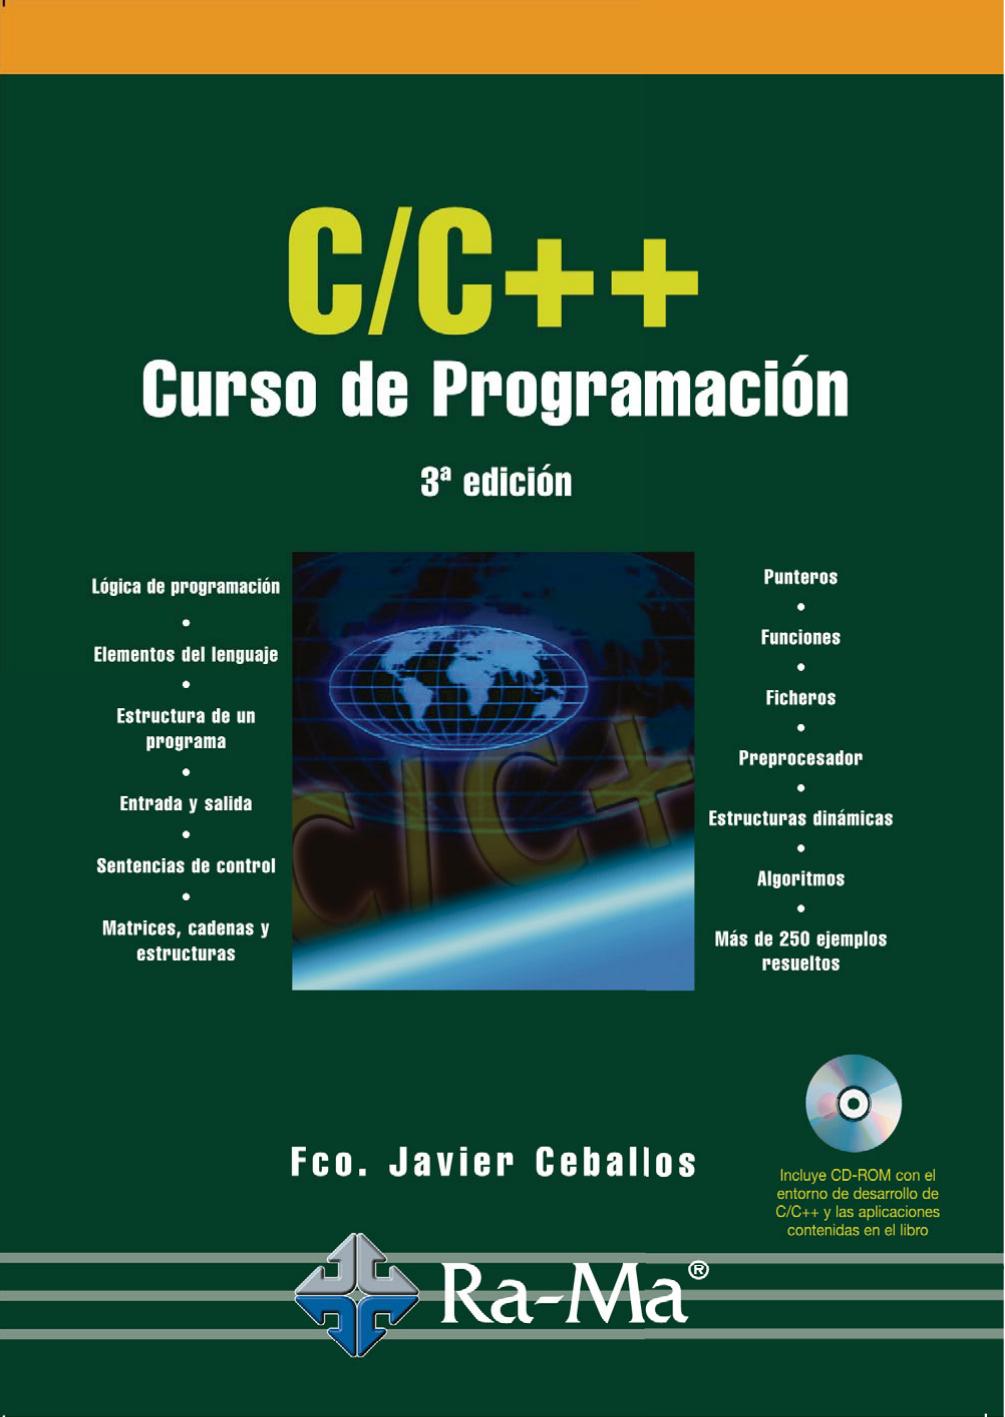 C/C++
Curso de Programación
3ª edición
Lógica de programación
•
Elementos del lenguaje
•
Estructura de un
programa
•
Entrada y salida
•
Sentencias de control
•
Matrices, cadenas y
estructuras
C/C+
Punteros
•
Funciones
•
Ficheros
•
Preprocesador
•
Estructuras dinámicas
•
Algoritmos
•
Más de 250 ejemplos
resueltos
Fco. Javier Ceballos
Incluye CD-ROM con el
entorno de desarrollo de
C/C++ y las aplicaciones
contenidas en el libro
Ra-Ma®